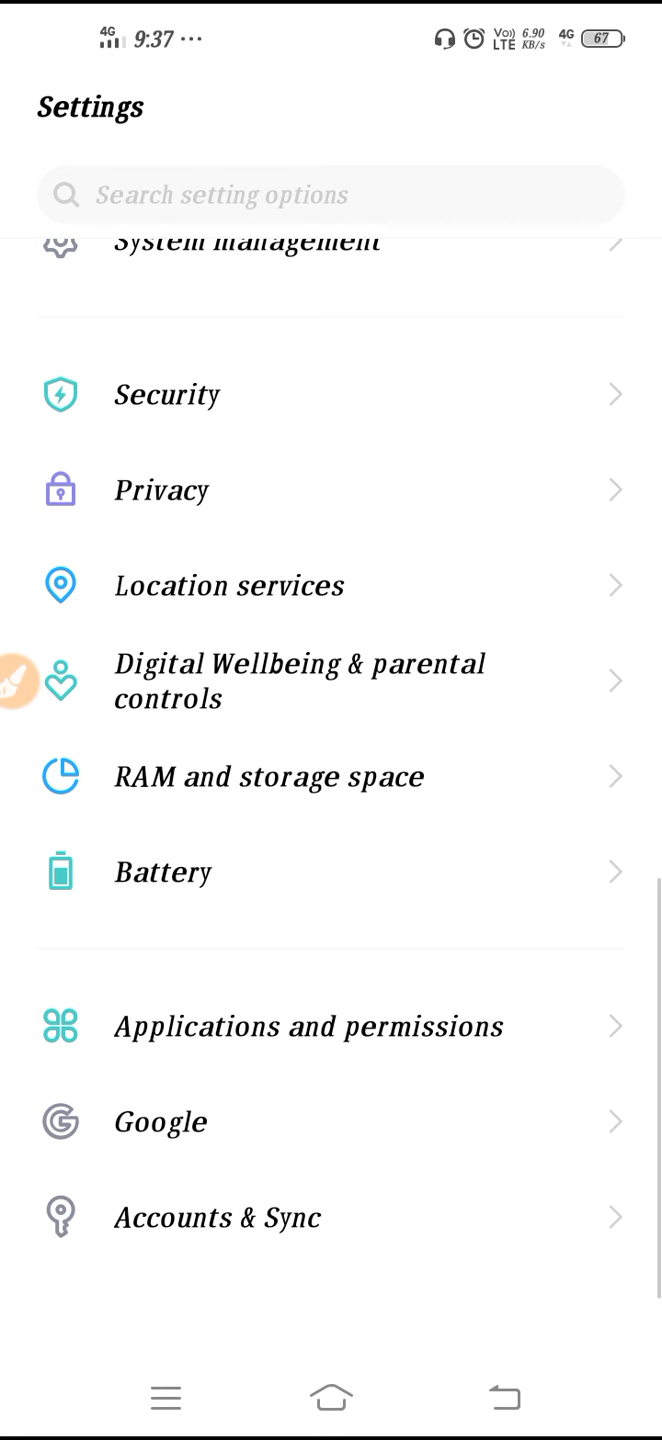 4G 9:37 ··· Vo)) LTE 6.90 KB/s 4G 67
Settings
Search setting options
System management
Security
Privacy
Location services
Digital Wellbeing & parental
controls
RAM and storage space
Battery
Applications and permissions
Google
Accounts & Sync